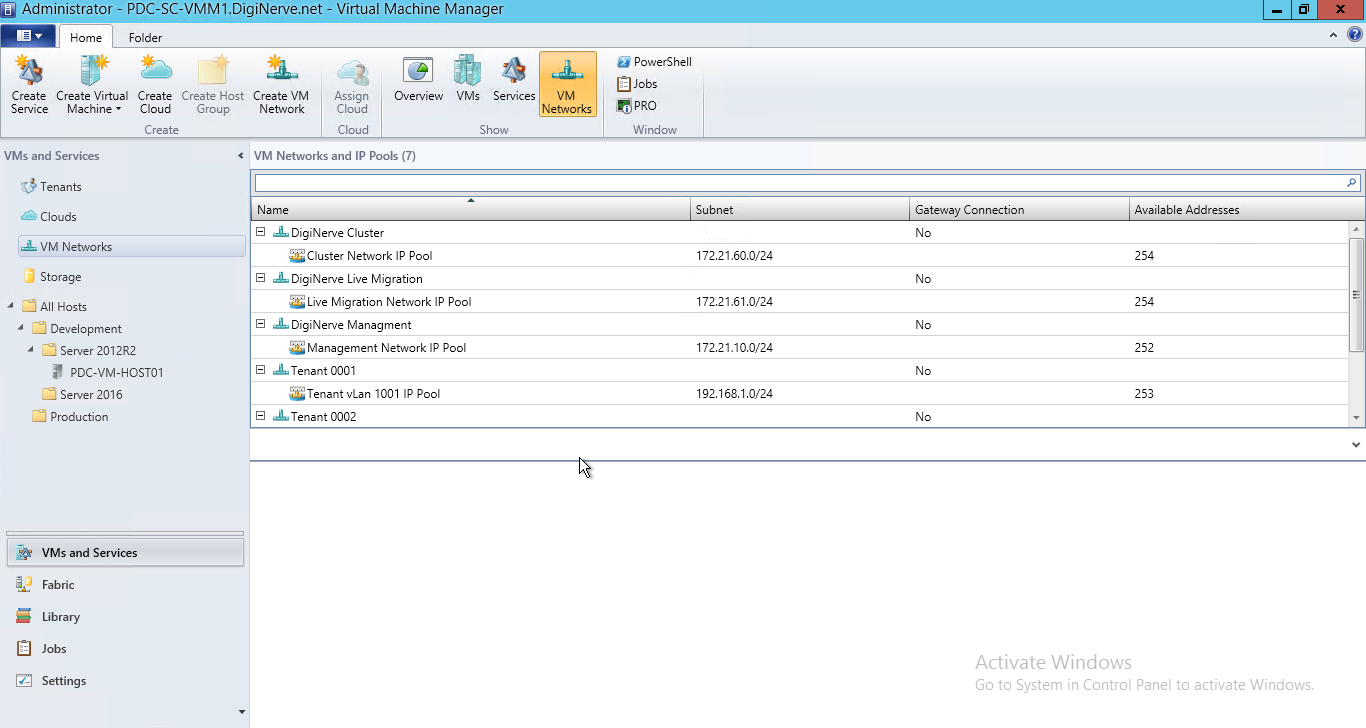 Administrator - PDC-SC-VMM1.DigiNerve.net - Virtual Machine Manager
Home Folder
Create Service
Create Virtual Machine
Create Cloud
Create Host Group
Create VM Network
Create
Assign Cloud
Cloud
Overview
VMs
Services
VM Networks
Show
PowerShell
Jobs
PRO
Window
VMs and Services
Tenants
Clouds
VM Networks
Storage
All Hosts
Development
Server 2012R2
PDC-VM-HOST01
Server 2016
Production
VMs and Services
Fabric
Library
Jobs
Settings
VM Networks and IP Pools (7)
Name Subnet Gateway Connection Available Addresses
DigiNerve Cluster No
Cluster Network IP Pool 172.21.60.0/24 254
DigiNerve Live Migration No
Live Migration Network IP Pool 172.21.61.0/24 254
DigiNerve Managment No
Management Network IP Pool 172.21.10.0/24 252
Tenant 0001 No
Tenant vLan 1001 IP Pool 192.168.1.0/24 253
Tenant 0002 No
Activate Windows
Go to System in Control Panel to activate Windows.